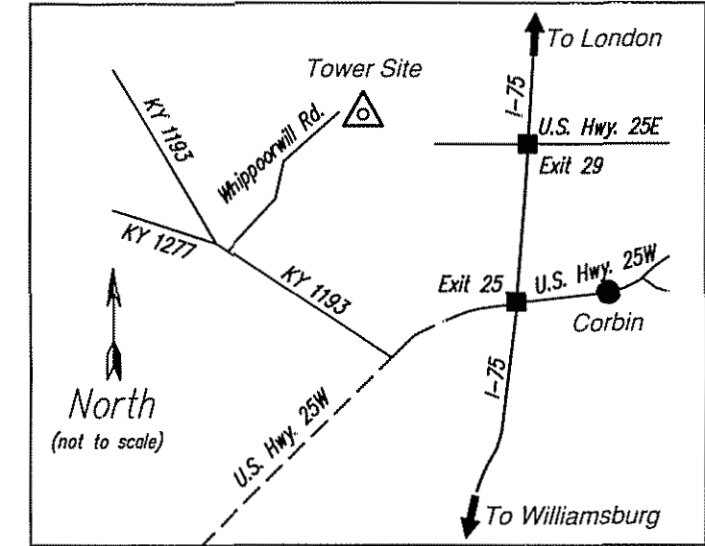 To London
Tower Site
I-75
KY 1193
Whippoorwill Rd.
U.S. Hwy. 25E
Exit 29
KY 1277
KY 1193
Exit 25
U.S. Hwy. 25W
Corbin
I-75
North
(not to scale)
U.S. Hwy. 25W
To Williamsburg